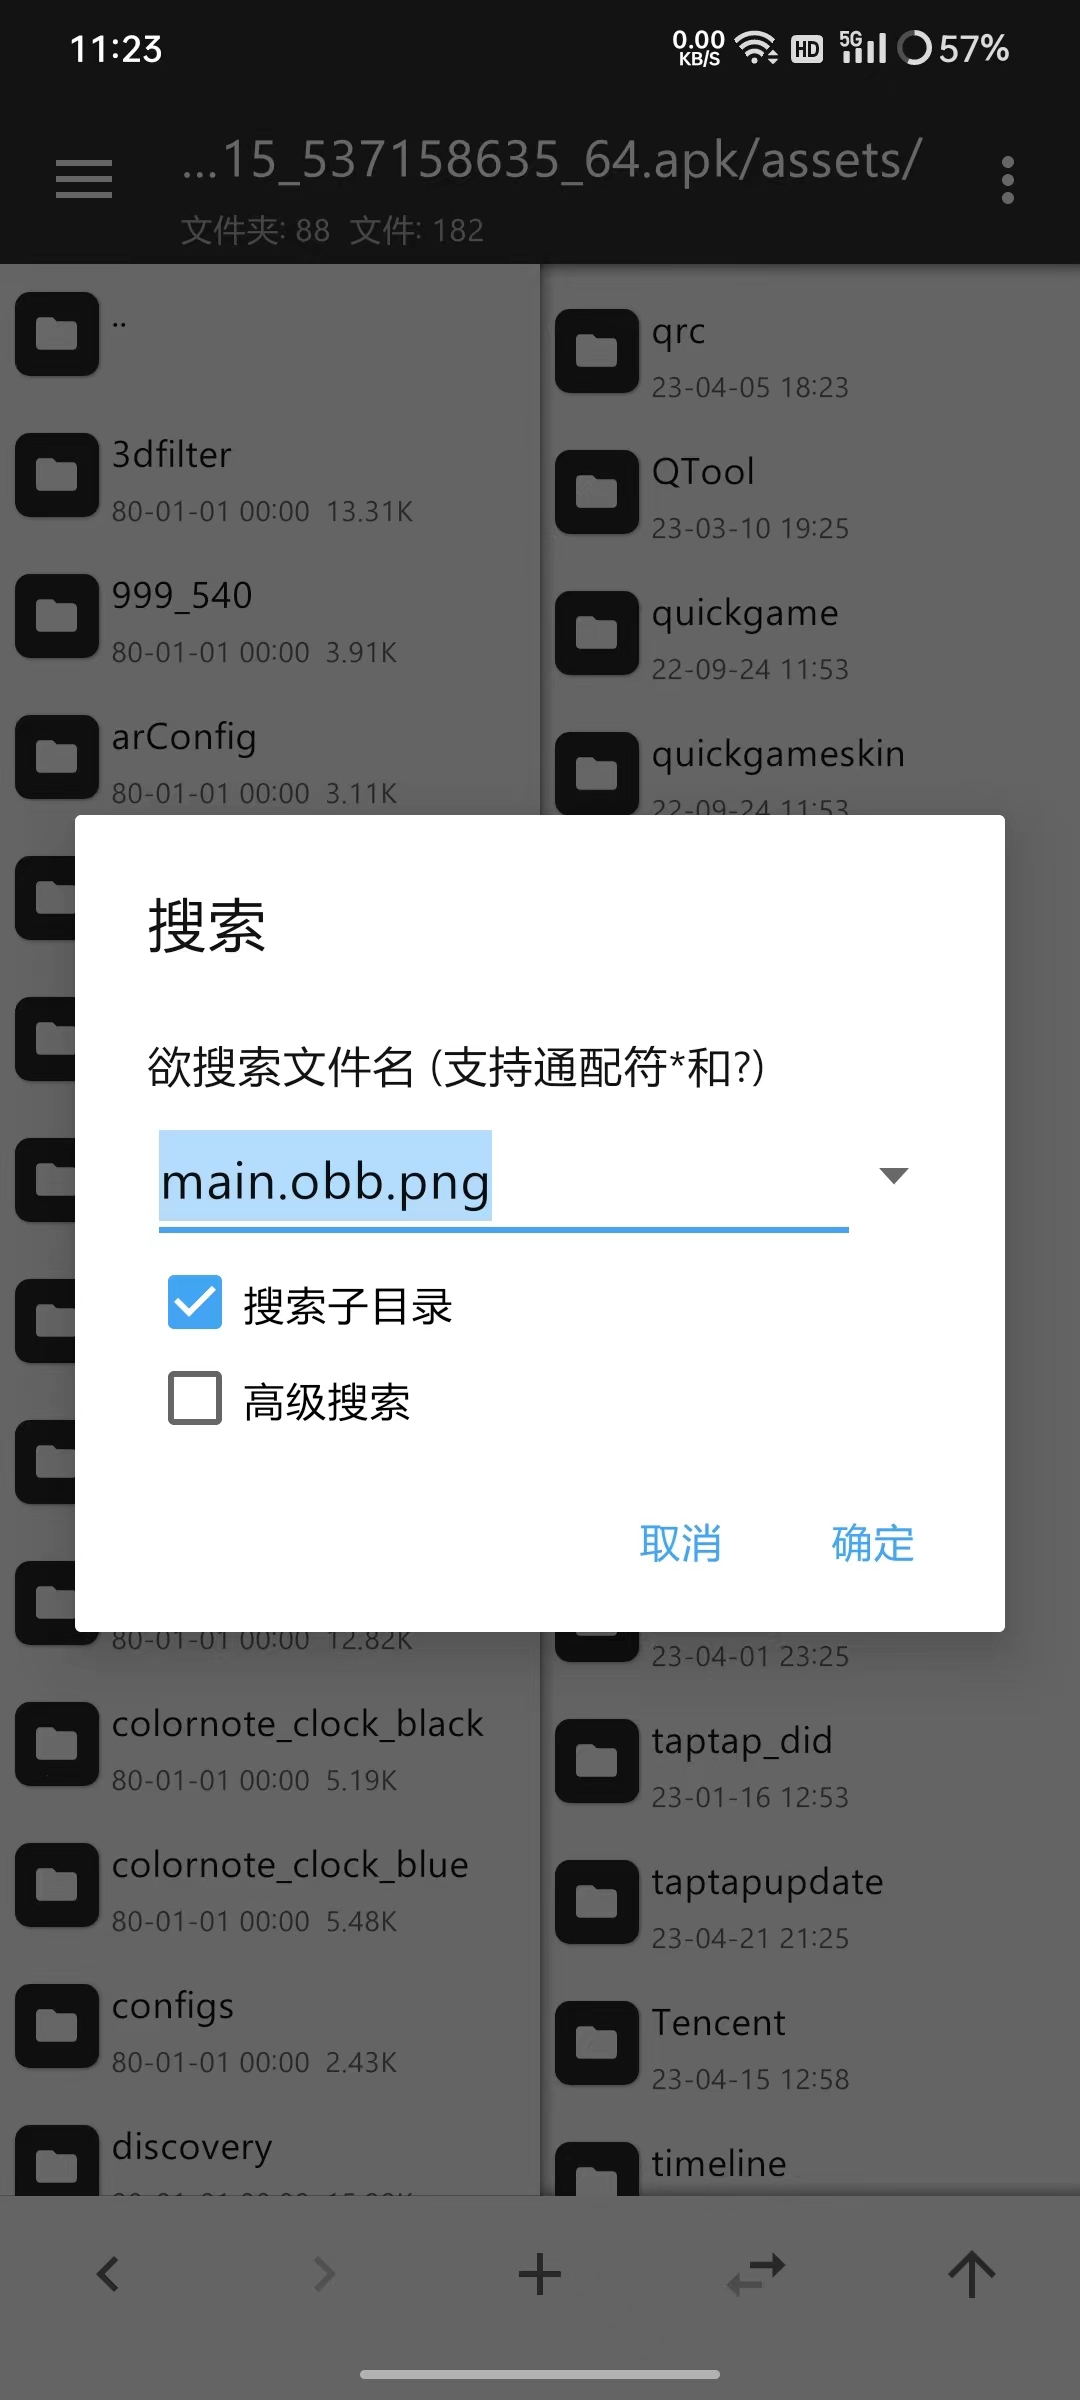 11:23
0.00
KB/S
HD
5G
57%
...15_537158635_64.apk/assets/
文件夹: 88 文件: 182
..
3dfilter
80-01-01 00:00 13.31K
999_540
80-01-01 00:00 3.91K
arConfig
80-01-01 00:00 3.11K
qrc
23-04-05 18:23
QTool
23-03-10 19:25
quickgame
22-09-24 11:53
quickgameskin
22-09-24 11:53
搜索
欲搜索文件名 (支持通配符*和?)
main.obb.png
搜索子目录
高级搜索
取消
确定
80-01-01 00:00 12.82K
colornote_clock_black
80-01-01 00:00 5.19K
colornote_clock_blue
80-01-01 00:00 5.48K
configs
80-01-01 00:00 2.43K
discovery
23-04-01 23:25
taptap_did
23-01-16 12:53
taptapupdate
23-04-21 21:25
Tencent
23-04-15 12:58
timeline